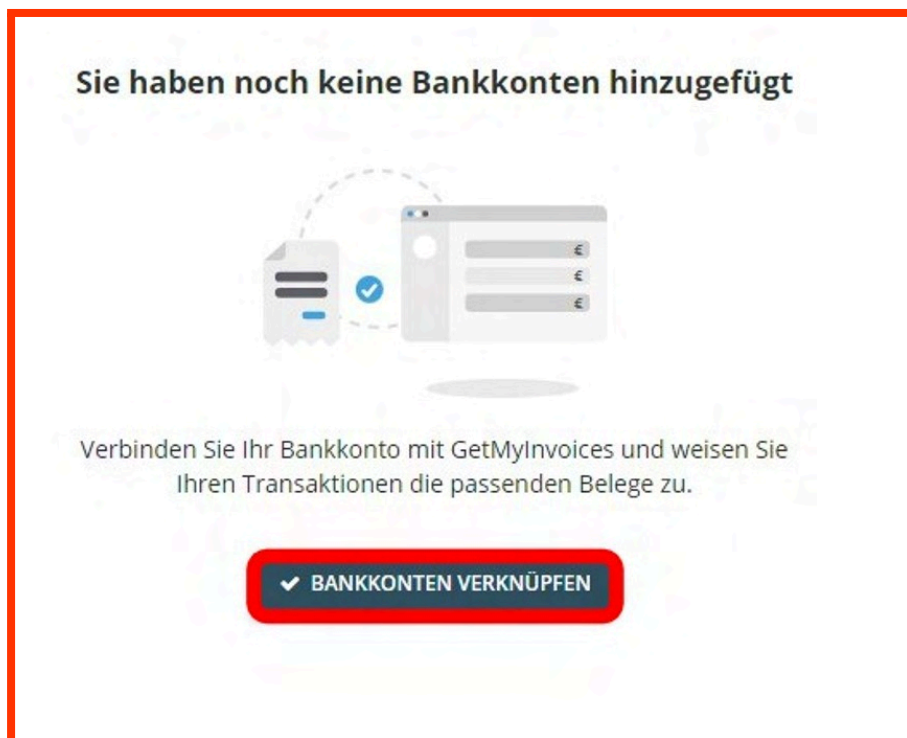 Sie haben noch keine Bankkonten hinzugefügt
€
€
€
Verbinden Sie Ihr Bankkonto mit GetMyInvoices und weisen Sie
Ihren Transaktionen die passenden Belege zu.
BANKKONTEN VERKNÜPFEN